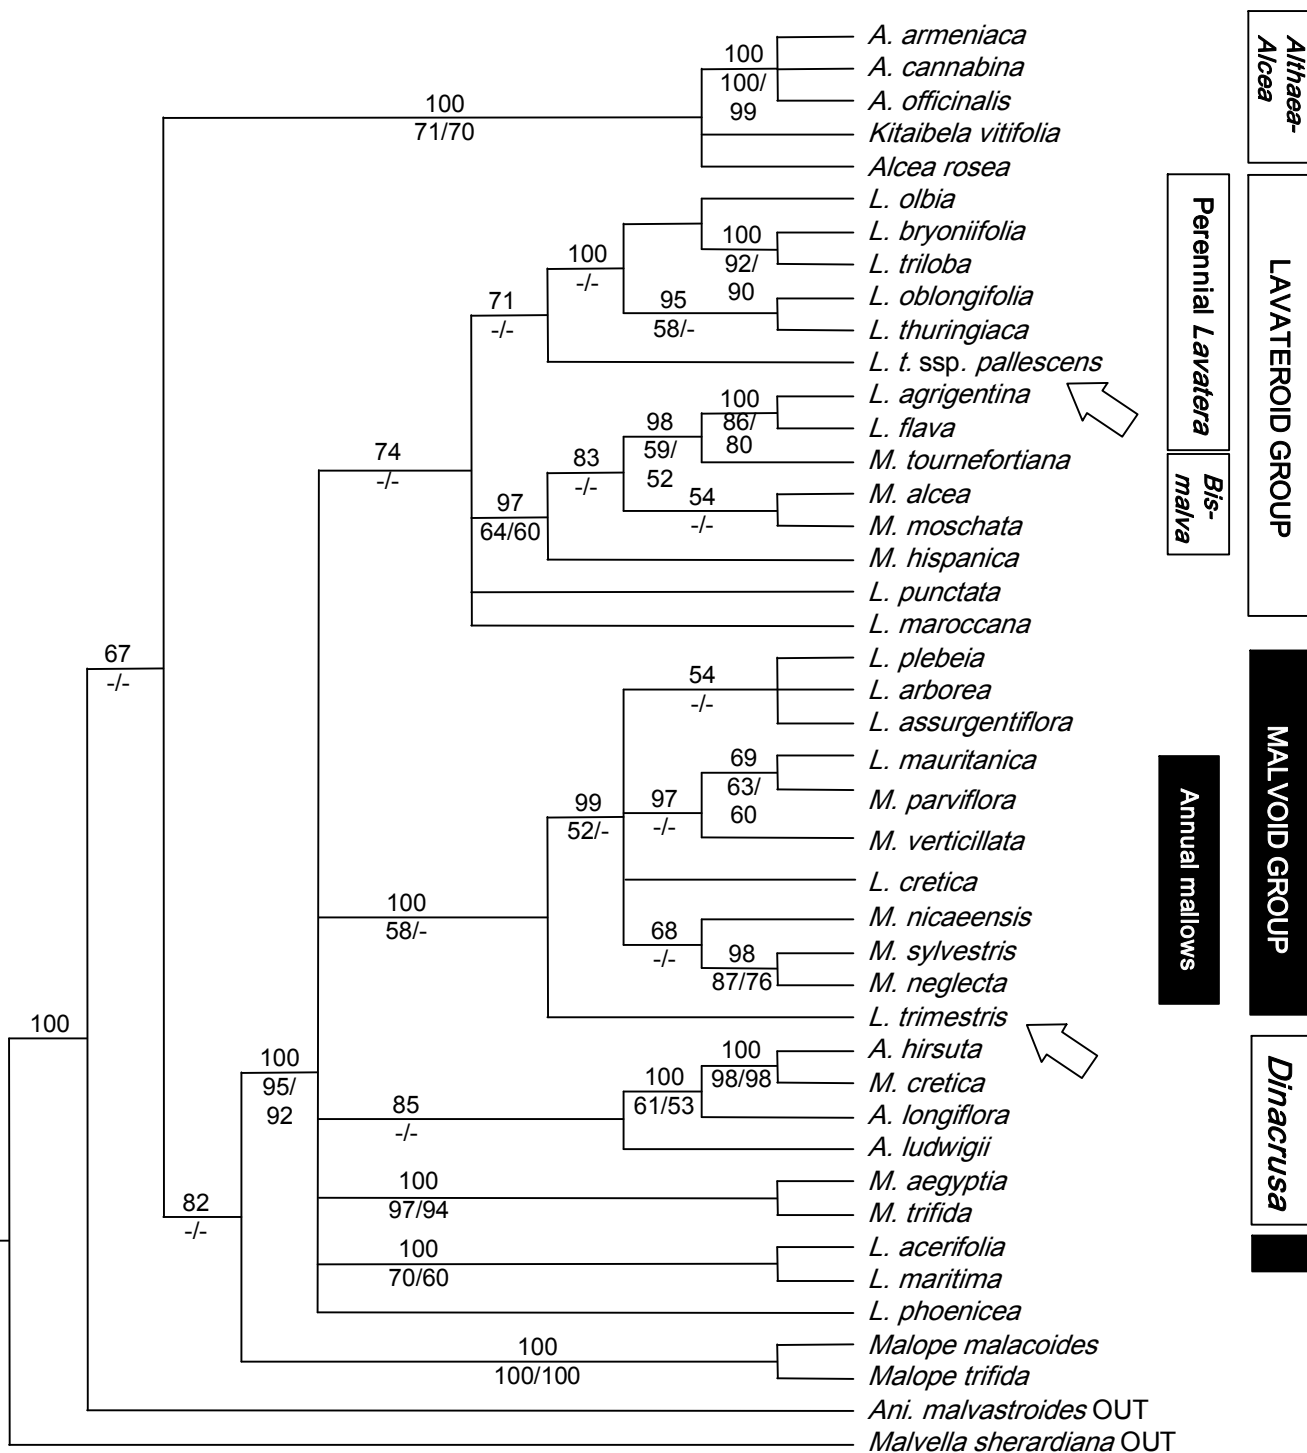 A. armeniaca
100
A. cannabina
100/
99
A. officinalis
100
71/70
Kitaibela vitifolia
Alcea rosea
Althaea-
Alcea
L. olbia
L. bryoniifolia
100
92/
90
L. triloba
100
-/-
L. oblongifolia
95
58/-
L. thuringiaca
71
-/-
L. t. ssp. pallescens
Perennial Lavatera
LAVATEROID GROUP
L. agrigentina
100
86/
80
L. flava
98
59/
52
M. tournefortiana
74
-/-
83
-/-
M. alcea
54
-/-
M. moschata
97
64/60
M. hispanica
Bis-
malva
L. punctata
L. maroccana
67
-/-
L. plebeia
54
-/-
L. arborea
L. assurgentiflora
L. mauritanica
69
63/
60
M. parviflora
99
52/-
97
-/-
M. verticillata
L. cretica
100
58/-
M. nicaeensis
68
-/-
M. sylvestris
98
87/76
M. neglecta
L. trimestris
Annual mallows
MALVOID GROUP
100
100
95/
92
A. hirsuta
100
98/98
M. cretica
100
61/53
A. longiflora
85
-/-
A. ludwigii
Dinacrusa
M. aegyptia
100
97/94
M. trifida
82
-/-
L. acerifolia
100
70/60
L. maritima
L. phoenicea
Malope malacoides
100
100/100
Malope trifida
Ani. malvastroides OUT
Malvella sherardiana OUT